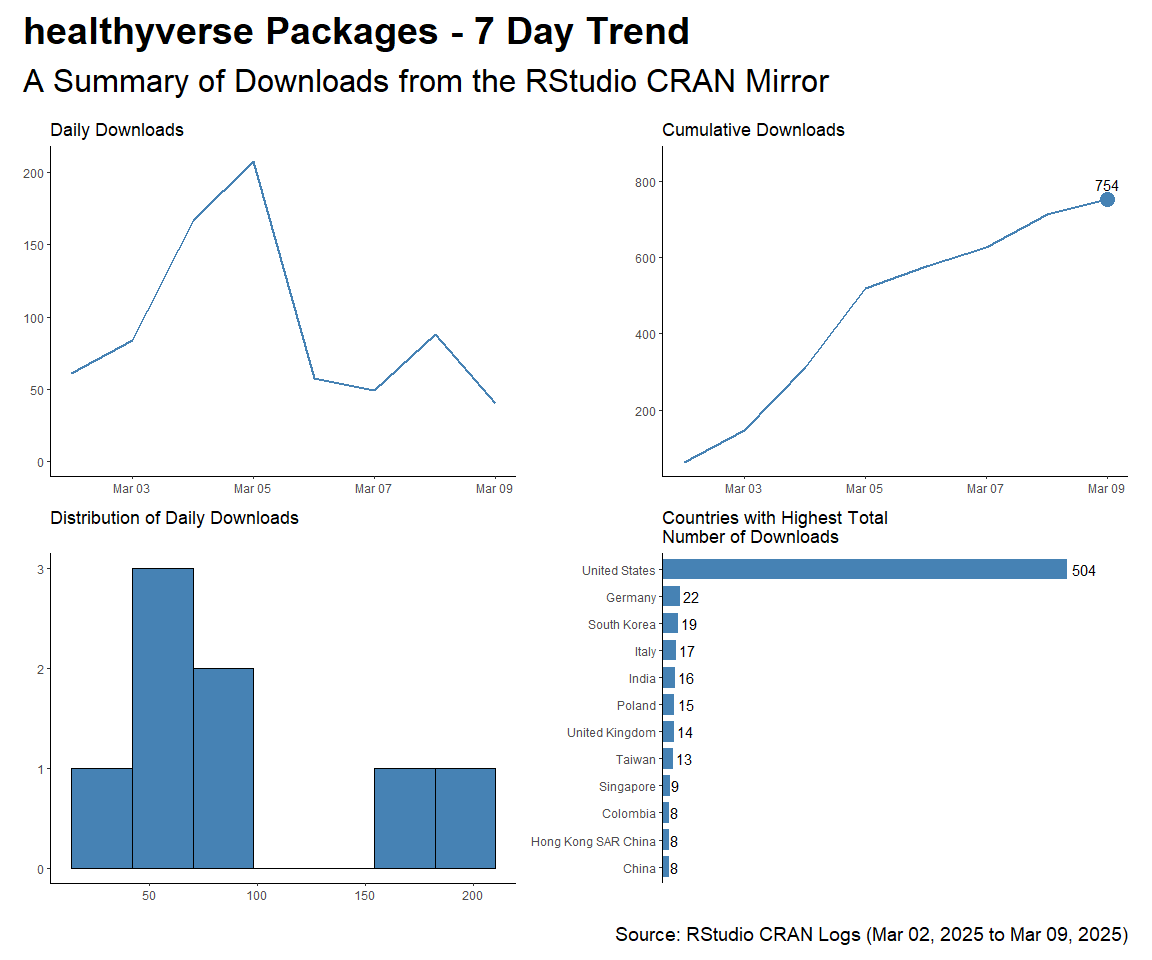 healthyverse Packages - 7 Day Trend
A Summary of Downloads from the RStudio CRAN Mirror
Daily Downloads
200
150
100
50
0
Mar 03 Mar 05 Mar 07 Mar 09
Cumulative Downloads
800
600
400
200
754
Mar 03 Mar 05 Mar 07 Mar 09
Distribution of Daily Downloads
3
2
1
0
50 100 150 200
Countries with Highest Total
Number of Downloads
United States 504
Germany 22
South Korea 19
Italy 17
India 16
Poland 15
United Kingdom 14
Taiwan 13
Singapore 9
Colombia 8
Hong Kong SAR China 8
China 8
Source: RStudio CRAN Logs (Mar 02, 2025 to Mar 09, 2025)